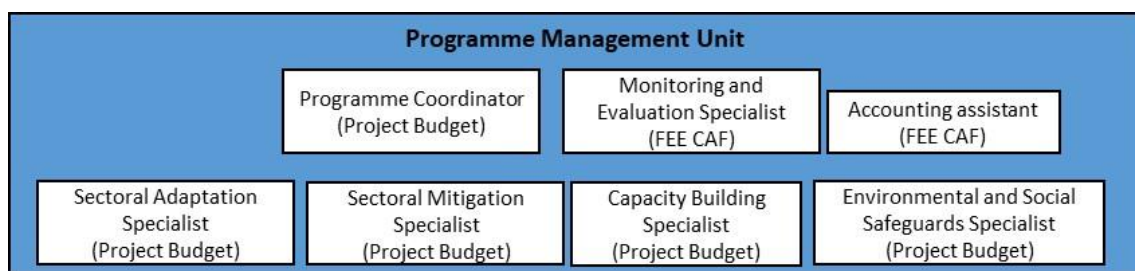 Programme Management Unit
Programme Coordinator
(Project Budget)
Monitoring and
Evaluation Specialist
(FEE CAF)
Accounting assistant
(FEE CAF)
Sectoral Adaptation
Specialist
(Project Budget)
Sectoral Mitigation
Specialist
(Project Budget)
Capacity Building
Specialist
(Project Budget)
Environmental and Social
Safeguards Specialist
(Project Budget)